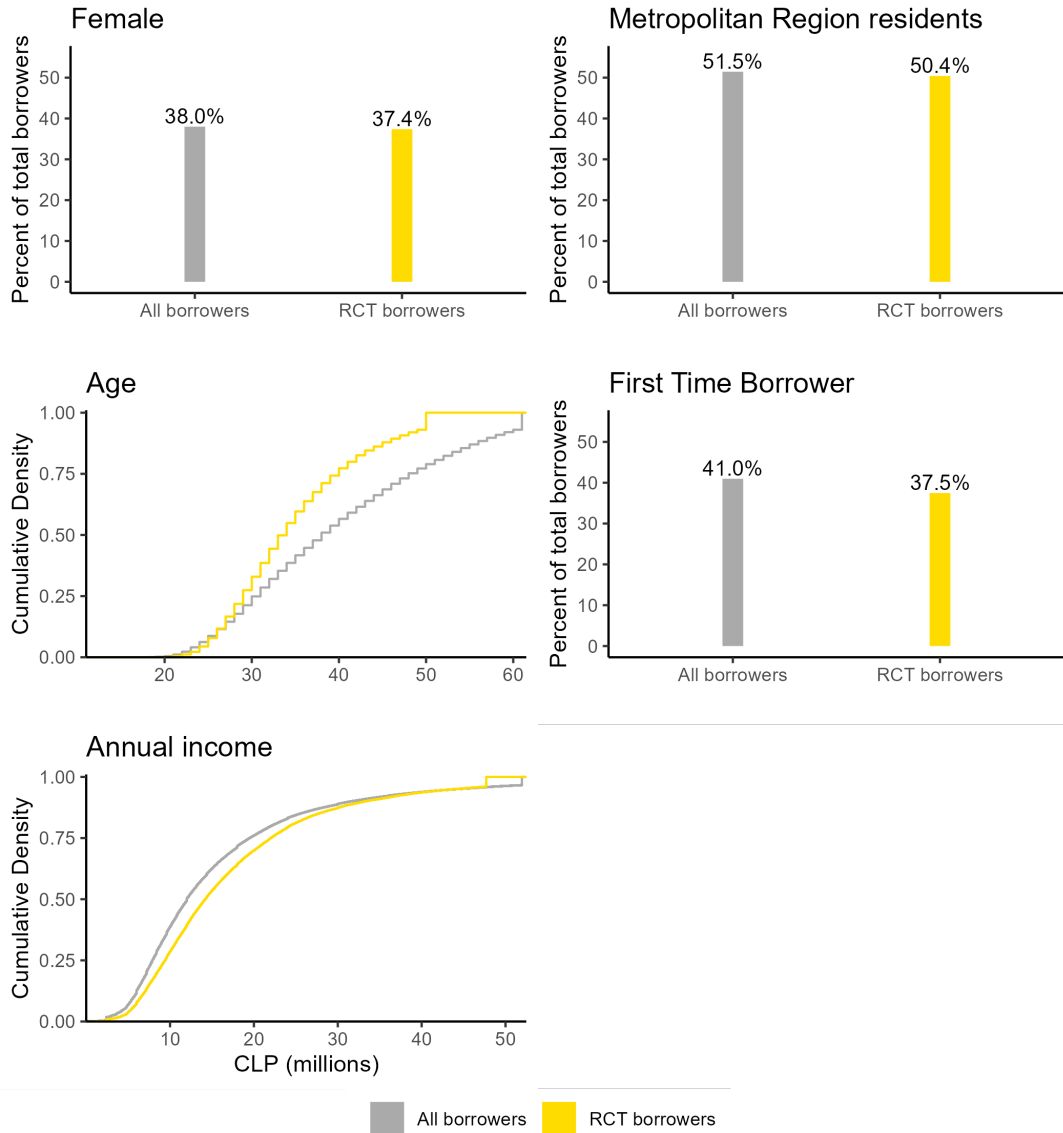 Female
Percent of total borrowers
50
40
30
20
10
0
38.0%
37.4%
All borrowers
RCT borrowers
Metropolitan Region residents
Percent of total borrowers
50
40
30
20
10
0
51.5%
50.4%
All borrowers
RCT borrowers
Age
Cumulative Density
1.00
0.75
0.50
0.25
0.00
20
30
40
50
60
First Time Borrower
Percent of total borrowers
50
40
30
20
10
0
41.0%
37.5%
All borrowers
RCT borrowers
Annual income
Cumulative Density
1.00
0.75
0.50
0.25
0.00
10
20
30
40
50
CLP (millions)
All borrowers
RCT borrowers